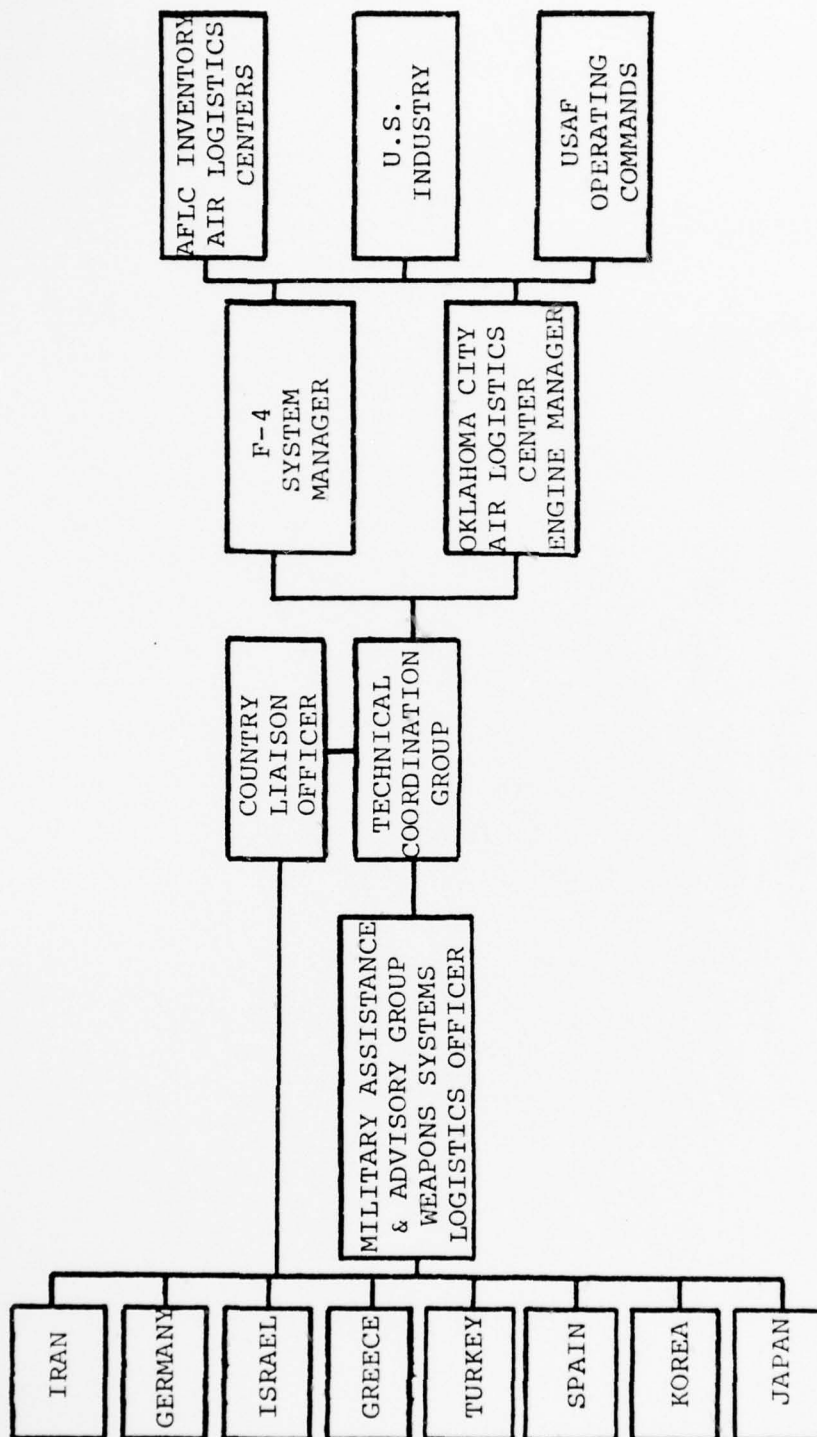 IRAN
GERMANY
ISRAEL
GREECE
TURKEY
SPAIN
KOREA
JAPAN
MILITARY ASSISTANCE
& ADVISORY GROUP
WEAPONS SYSTEMS
LOGISTICS OFFICER
COUNTRY
LIAISON
OFFICER
TECHNICAL
COORDINATION
GROUP
F-4
SYSTEM
MANAGER
OKLAHOMA CITY
AIR LOGISTICS
CENTER
ENGINE MANAGER
AFLC INVENTORY
AIR LOGISTICS
CENTERS
U.S.
INDUSTRY
USAF
OPERATING
COMMANDS